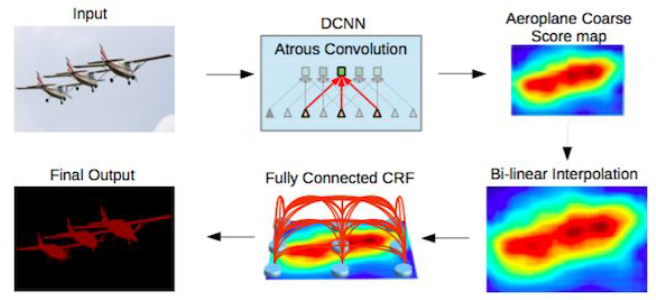 Input
DCNN
Atrous Convolution
Aeroplane Coarse
Score map
Bi-linear Interpolation
Fully Connected CRF
Final Output